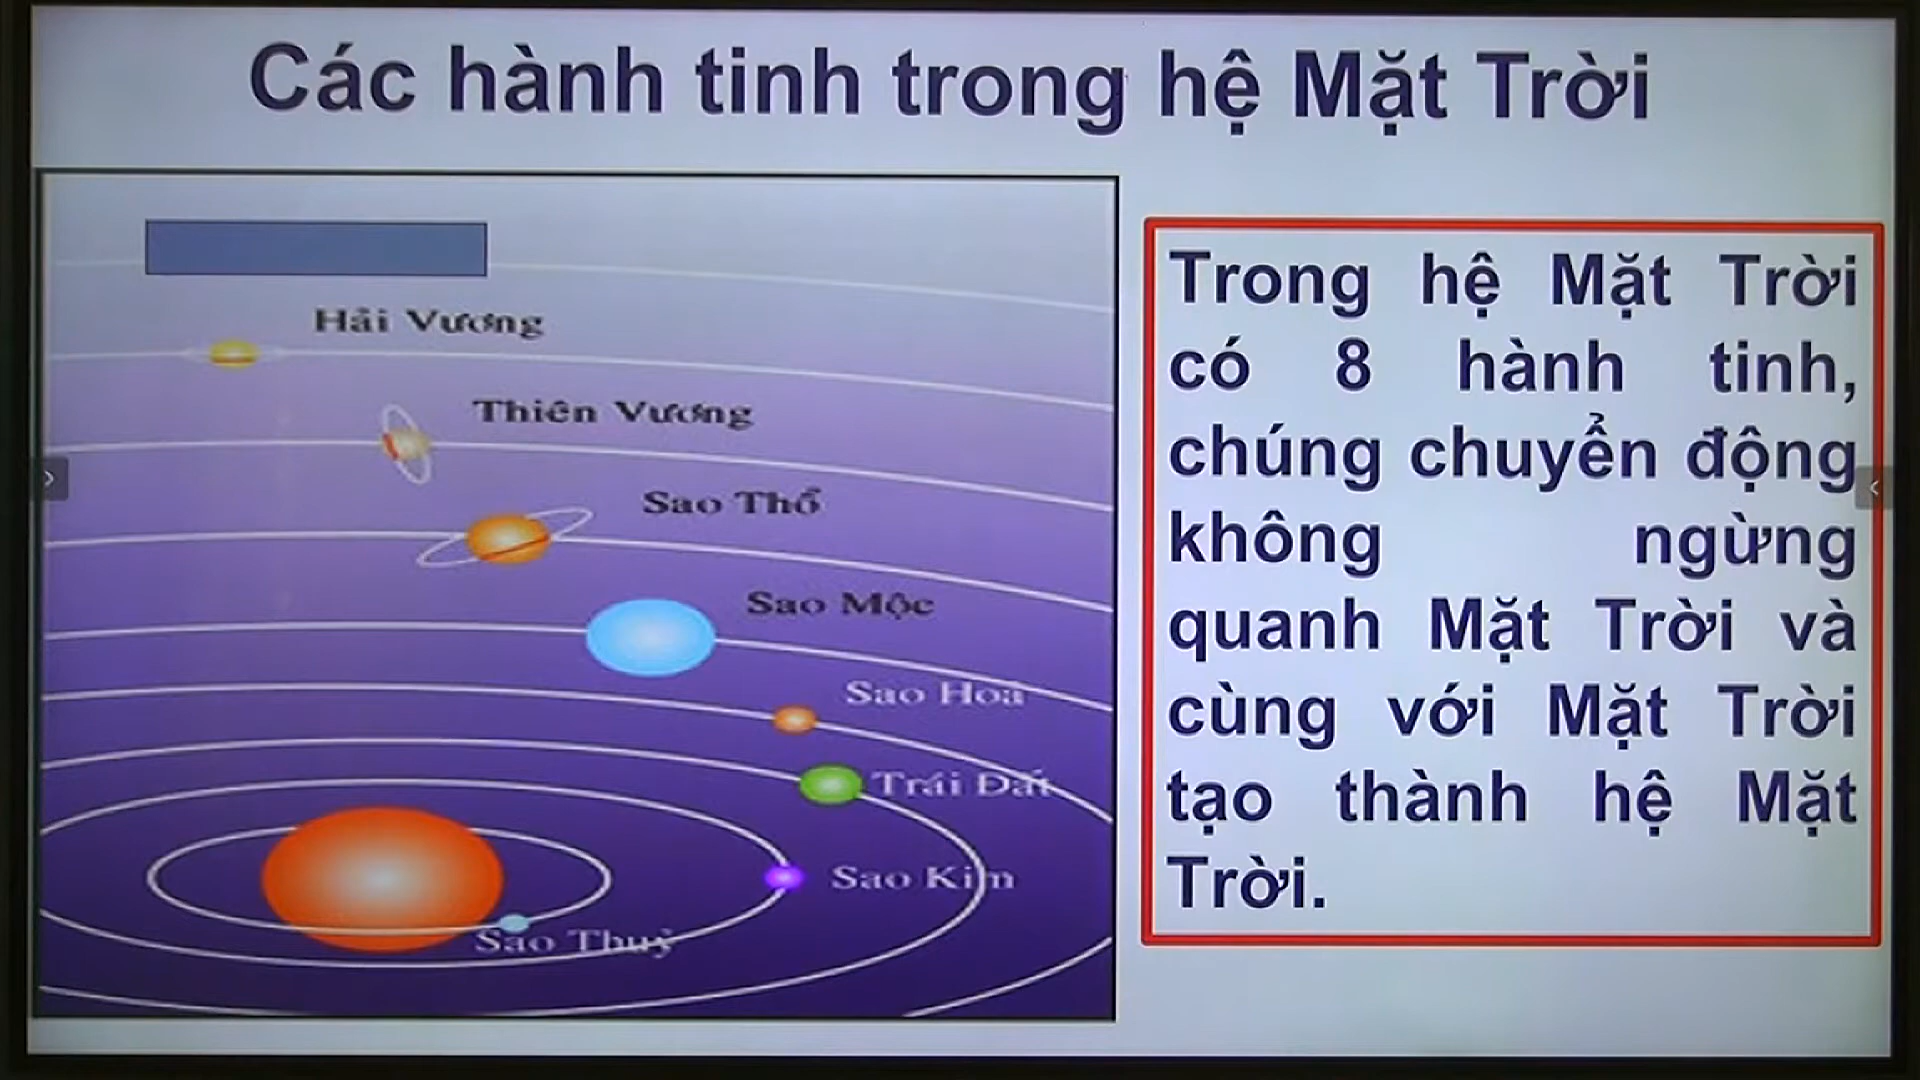 Các hành tinh trong hệ Mặt Trời
Hải Vương
Thiên Vương
Sao Thổ
Sao Mộc
Sao Hoả
Trái Đất
Sao Kim
Sao Thuỷ
Trong hệ Mặt Trời
có 8 hành tinh,
chúng chuyển động
không ngừng
quanh Mặt Trời và
cùng với Mặt Trời
tạo thành hệ Mặt
Trời.